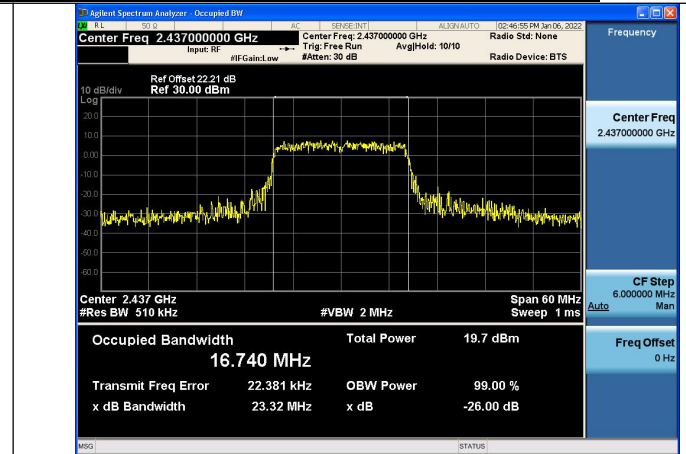 Agilent Spectrum Analyzer - Occupied BW
RL 50 Ω AC SENSE:INT ALIGN AUTO 02:46:55 PM Jan 06, 2022
Center Freq 2.437000000 GHz Center Freq: 2.437000000 GHz Radio Std: None Frequency
Input: RF Trig: Free Run Avg|Hold: 10/10
#IFGain:Low #Atten: 30 dB Radio Device: BTS
Ref Offset 22.21 dB
10 dB/div Ref 30.00 dBm
Log
20.0
10.0
0.00
-10.0
-20.0
-30.0
-40.0
-50.0
-60.0
Center Freq
2.437000000 GHz
CF Step
6.000000 MHz
Auto Man
Freq Offset
0 Hz
Center 2.437 GHz Span 60 MHz
#Res BW 510 kHz #VBW 2 MHz Sweep 1 ms
Occupied Bandwidth Total Power 19.7 dBm
16.740 MHz
Transmit Freq Error 22.381 kHz OBW Power 99.00 %
x dB Bandwidth 23.32 MHz x dB -26.00 dB
MSG STATUS